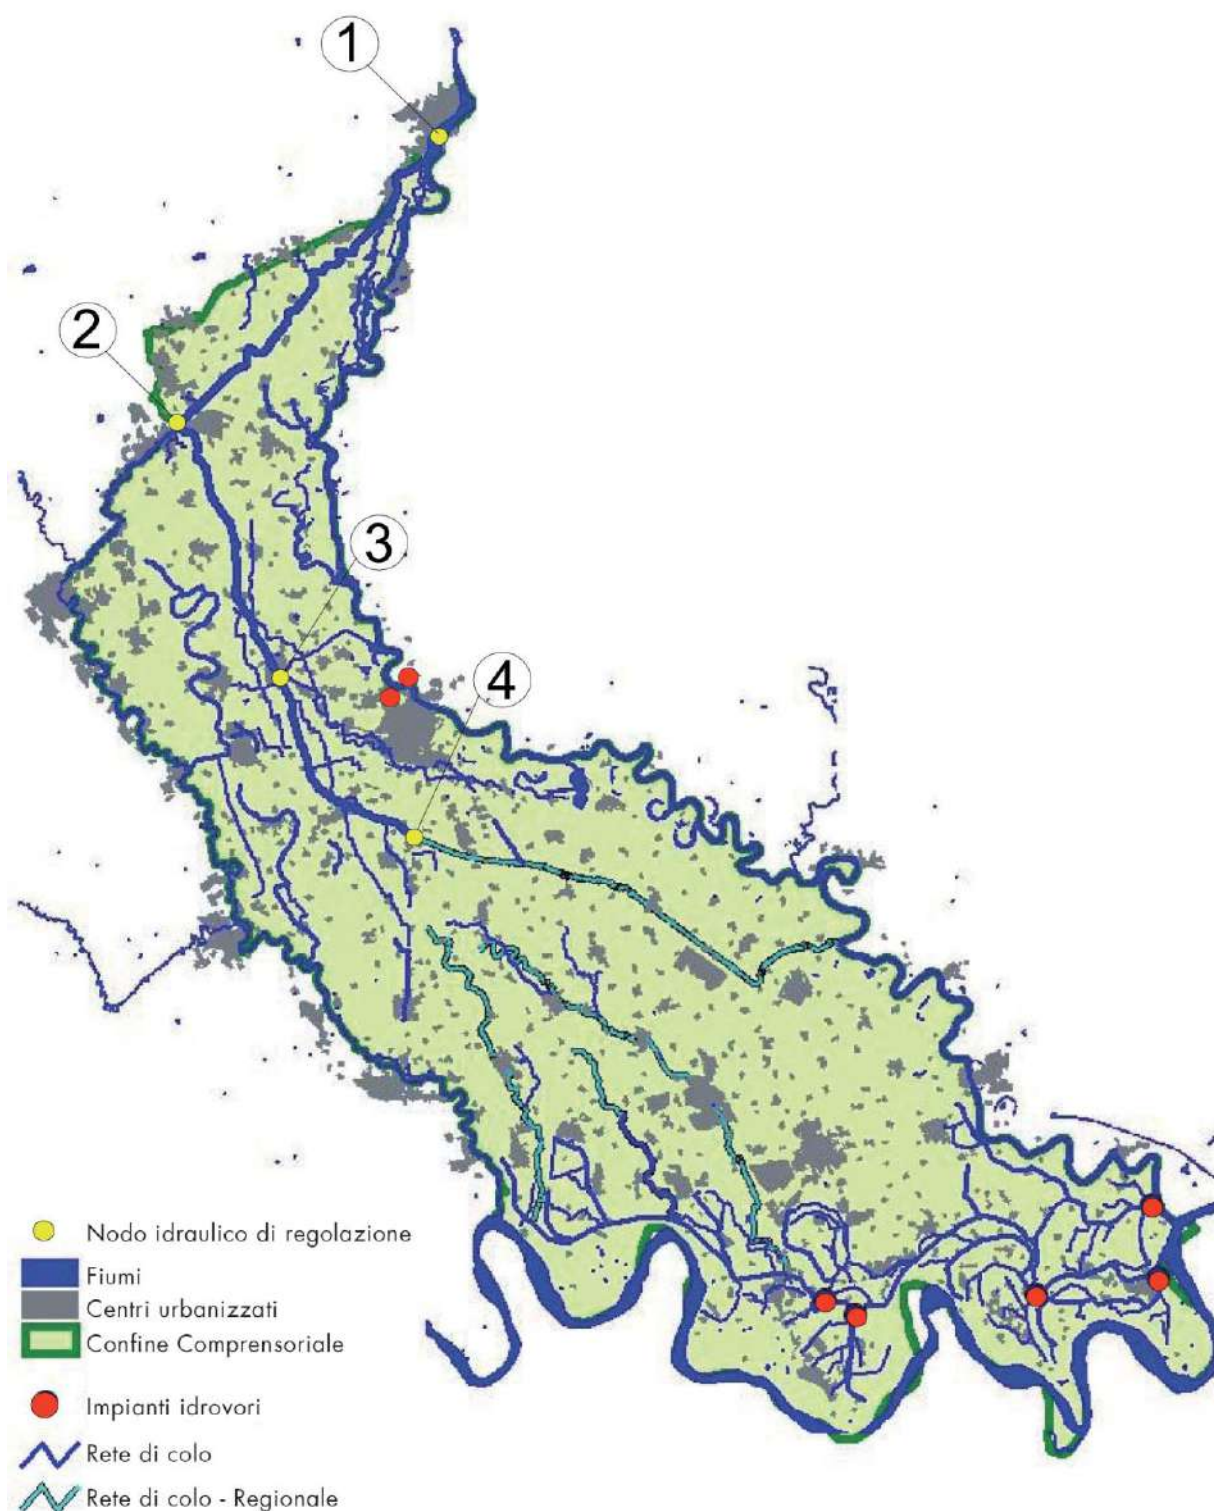 1
2
3
4
Nodo idraulico di regolazione
Fiumi
Centri urbanizzati
Confine Comprensoriale
Impianti idrovori
Rete di colo
Rete di colo - Regionale